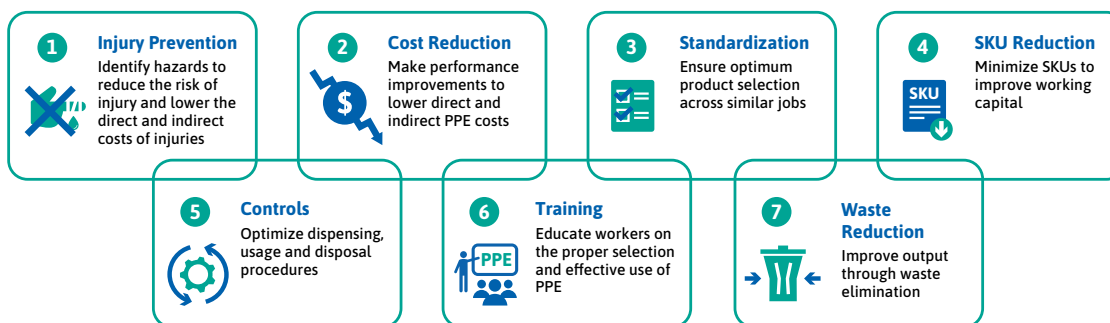 1
Injury Prevention
Identify hazards to
reduce the risk of
injury and lower the
direct and indirect
costs of injuries
2
Cost Reduction
Make performance
improvements to
lower direct and
indirect PPE costs
$
3
Standardization
Ensure optimum
product selection
across similar jobs
4
SKU Reduction
Minimize SKUs to
improve working
capital
SKU
5
Controls
Optimize dispensing,
usage and disposal
procedures
6
Training
Educate workers on
the proper selection
and effective use of
PPE
PPE
7
Waste
Reduction
Improve output
through waste
elimination